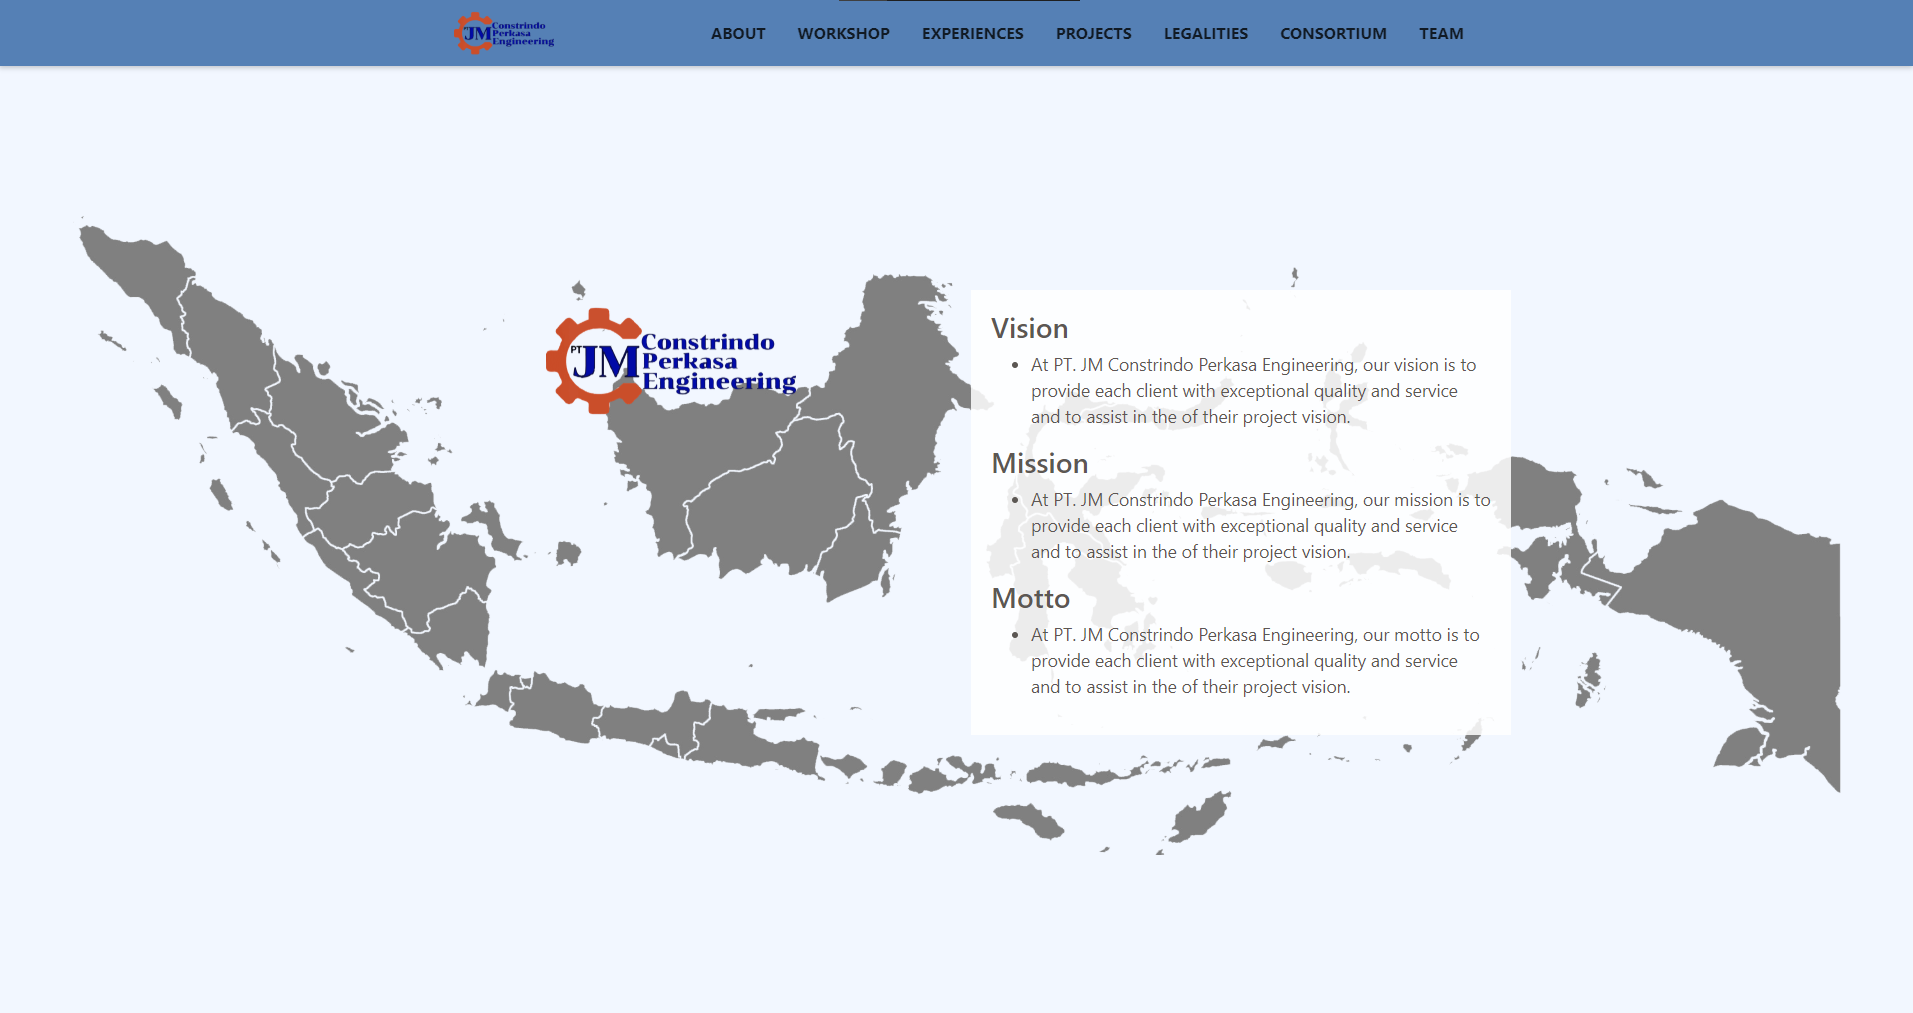 JM Constrindo
Perkasa
Engineering
ABOUT WORKSHOP EXPERIENCES PROJECTS LEGALITIES CONSORTIUM TEAM
PT JM Constrindo
Perkasa
Engineering
Vision
• At PT. JM Constrindo Perkasa Engineering, our vision is to
provide each client with exceptional quality and service
and to assist in the of their project vision.
Mission
• At PT. JM Constrindo Perkasa Engineering, our mission is to
provide each client with exceptional quality and service
and to assist in the of their project vision.
Motto
• At PT. JM Constrindo Perkasa Engineering, our motto is to
provide each client with exceptional quality and service
and to assist in the of their project vision.